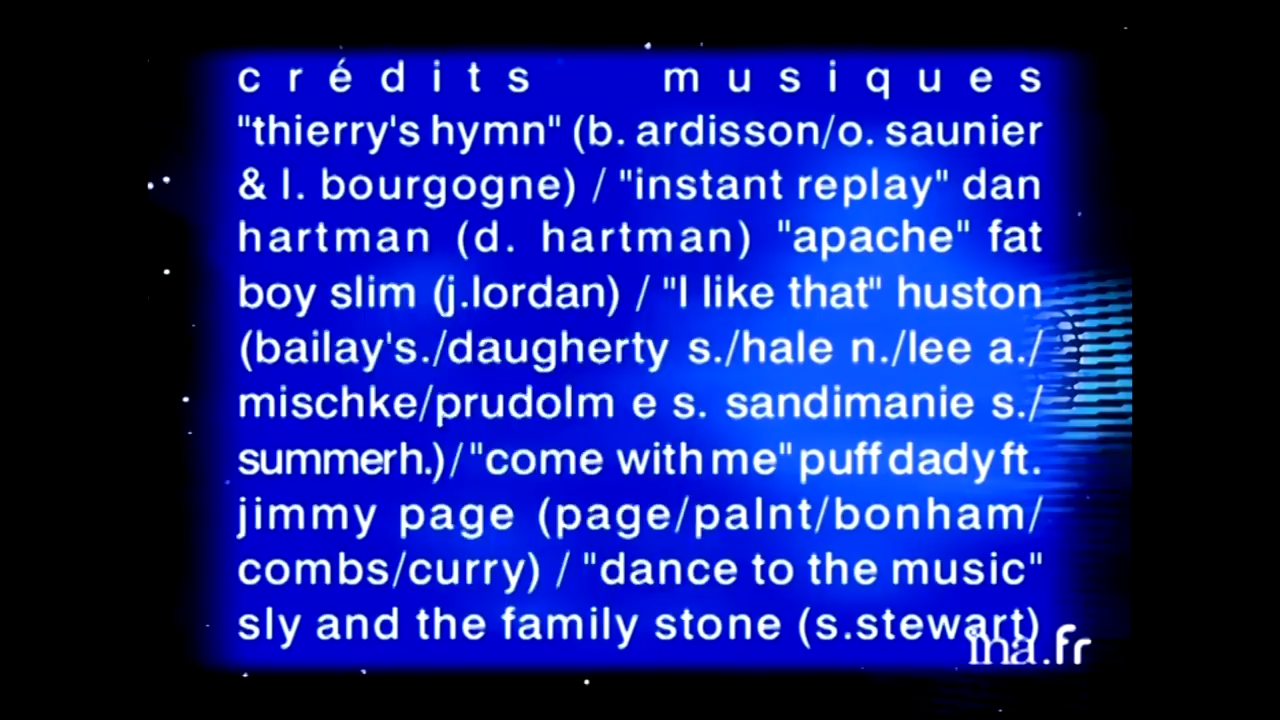 crédits musiques
"thierry's hymn" (b. ardisson/o. saunier
& l. bourgogne) / "instant replay" dan
hartman (d. hartman) "apache" fat
boy slim (j.lordan) / "I like that" huston
(bailay's./daugherty s./hale n./lee a./
mischke/prudolm e s. sandimanie s./
summerh.)/"come with me" puff dady ft.
jimmy page (page/palnt/bonham/
combs/curry) / "dance to the music"
sly and the family stone (s.stewart)
ina.fr